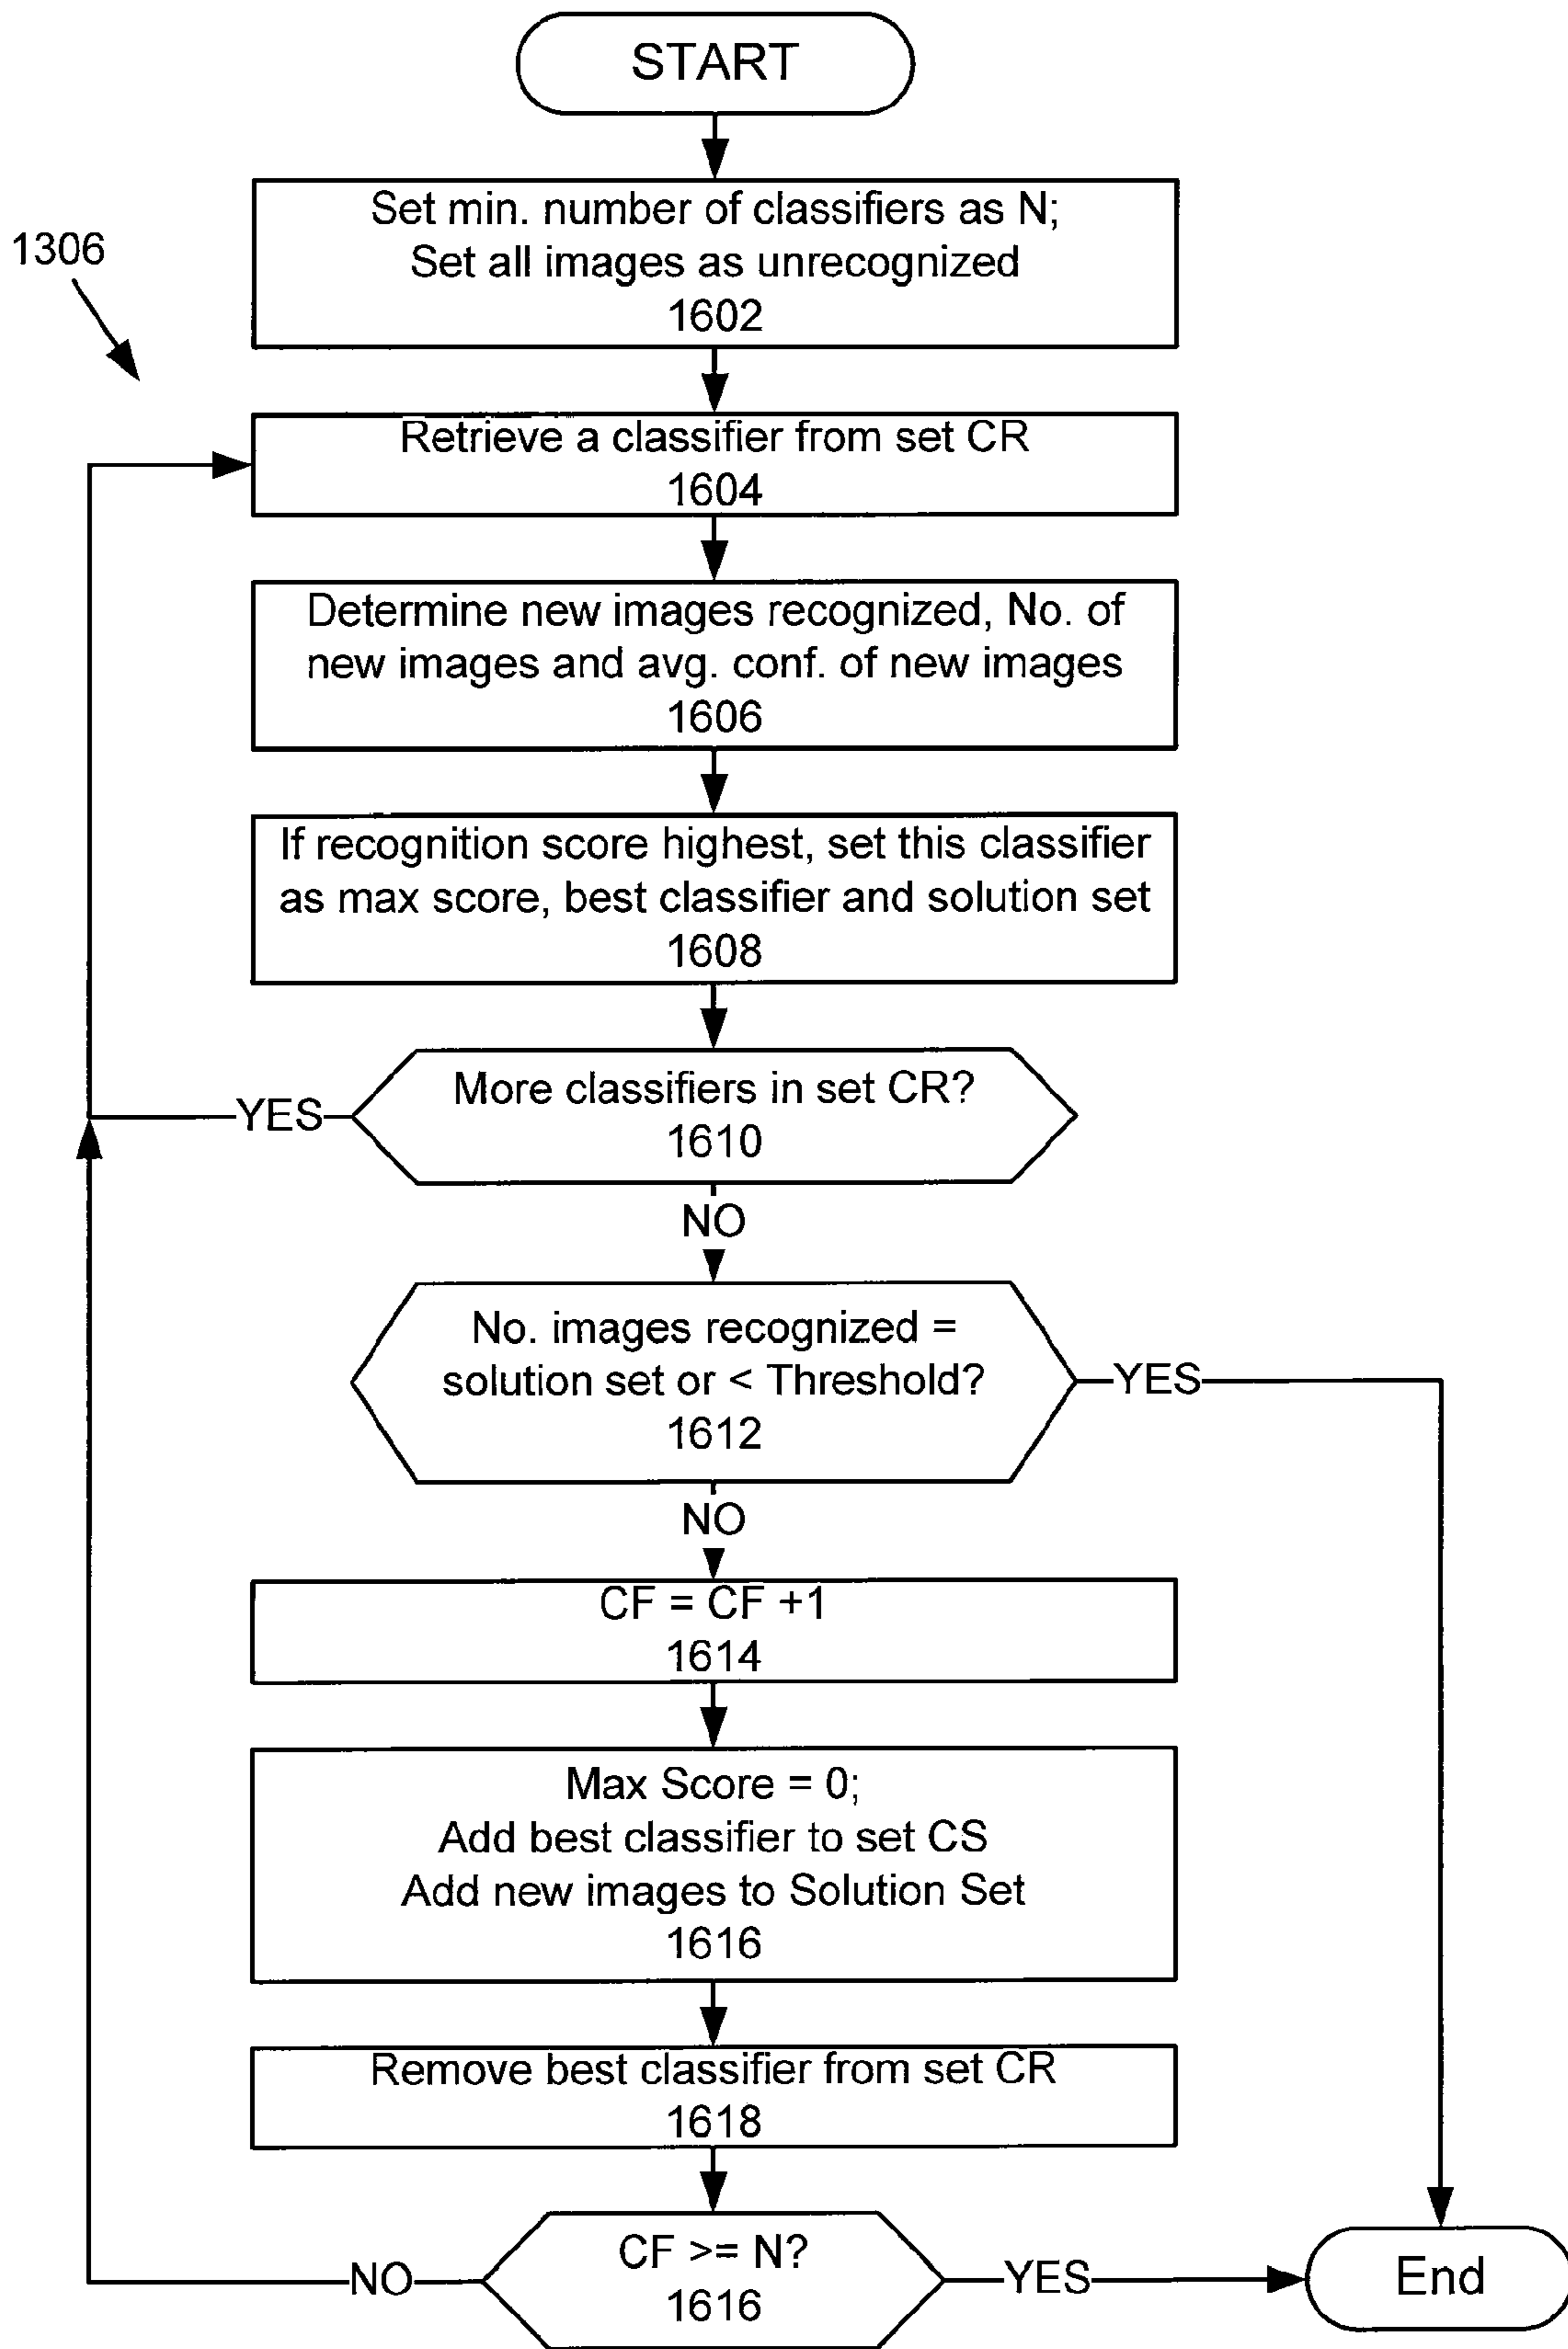 START
Set min. number of classifiers as N;
Set all images as unrecognized
1602
1306
Retrieve a classifier from set CR
1604
Determine new images recognized, No. of
new images and avg. conf. of new images
1606
If recognition score highest, set this classifier
as max score, best classifier and solution set
1608
More classifiers in set CR?
1610
YES
NO
No. images recognized =
solution set or < Threshold?
1612
YES
NO
CF = CF +1
1614
Max Score = 0;
Add best classifier to set CS
Add new images to Solution Set
1616
Remove best classifier from set CR
1618
CF >= N?
1616
NO
YES
End